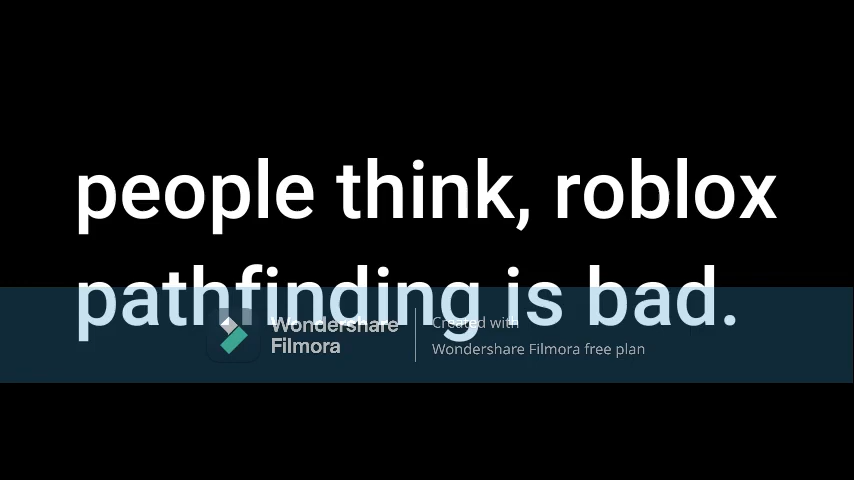 people think, roblox
pathfinding is bad.
Wondershare
Filmora
Created with
Wondershare Filmora free plan